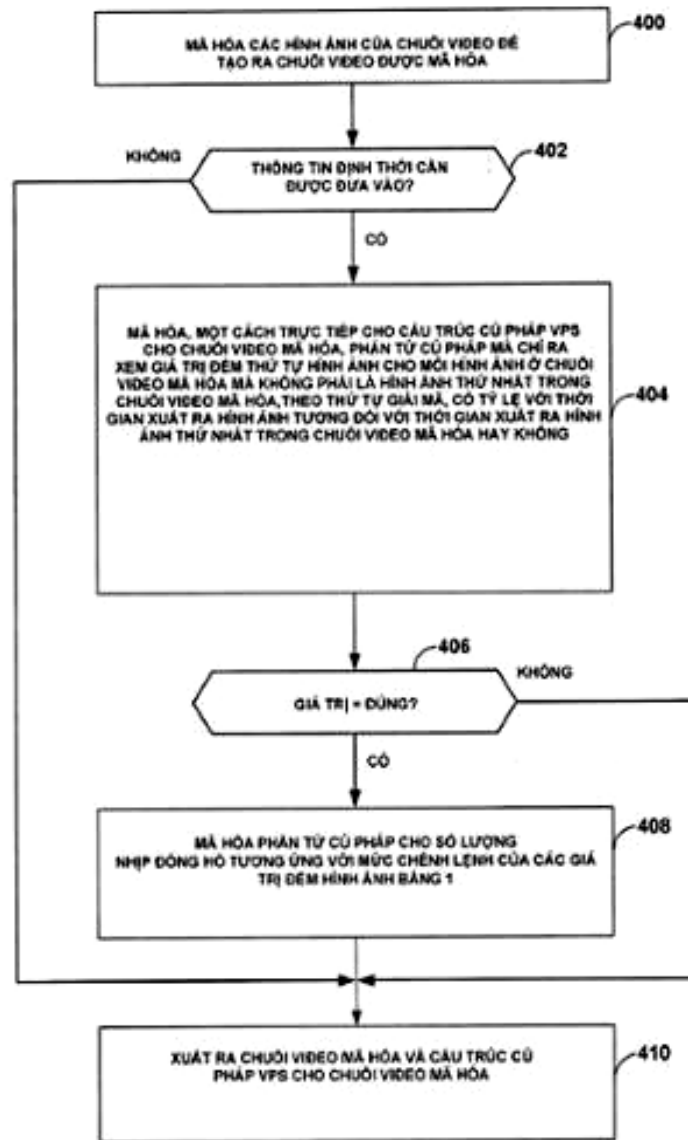 MÃ HÓA CÁC HÌNH ẢNH CỦA CHUỖI VIDEO ĐỂ
TẠO RA CHUỖI VIDEO ĐƯỢC MÃ HÓA
400
KHÔNG
THÔNG TIN ĐỊNH THỜI CẦN
ĐƯỢC ĐƯA VÀO?
402
CÓ
MÃ HÓA, MỘT CÁCH TRỰC TIẾP CHO CẤU TRÚC CÚ PHÁP VPS
CHO CHUỖI VIDEO MÃ HÓA, PHẦN TỬ CÚ PHÁP MÀ CHỈ RA
XEM GIÁ TRỊ ĐẾM THỨ TỰ HÌNH ẢNH CHO MỖI HÌNH ẢNH Ở CHUỖI
VIDEO MÃ HÓA MÀ KHÔNG PHẢI LÀ HÌNH ẢNH THỨ NHẤT TRONG
CHUỖI VIDEO MÃ HÓA,THEO THỨ TỰ GIẢI MÃ, CÓ TỶ LỆ VỚI THỜI
GIAN XUẤT RA HÌNH ẢNH TƯƠNG ĐỐI VỚI THỜI GIAN XUẤT RA HÌNH
ẢNH THỨ NHẤT TRONG CHUỖI VIDEO MÃ HÓA HAY KHÔNG
404
406
GIÁ TRỊ = ĐÚNG?
KHÔNG
CÓ
MÃ HÓA PHẦN TỬ CÚ PHÁP CHO SỐ LƯỢNG
NHỊP ĐỒNG HỒ TƯƠNG ỨNG VỚI MỨC CHÊNH LỆNH CỦA CÁC GIÁ
TRỊ ĐẾM HÌNH ẢNH BẰNG 1
408
XUẤT RA CHUỖI VIDEO MÃ HÓA VÀ CẤU TRÚC CÚ
PHÁP VPS CHO CHUỖI VIDEO MÃ HÓA
410